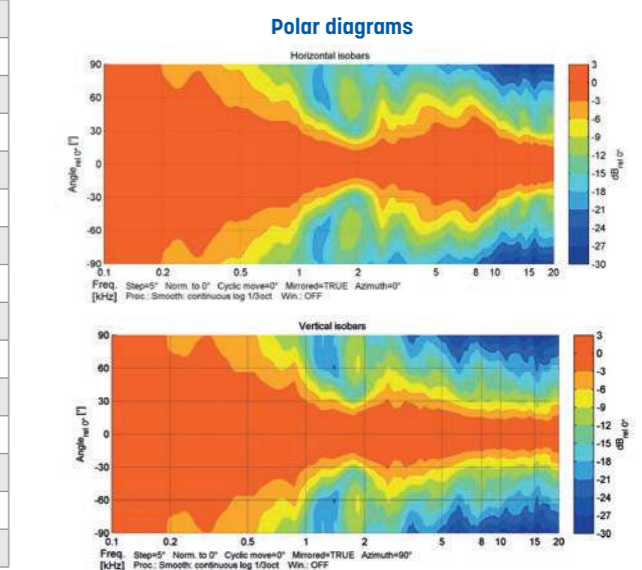 Polar diagrams
Horizontal isobars
90
60
30
0
-30
-60
-90
Angle rel 0° [°]
0.1 0.2 0.5 1 2 5 8 10 15 20
3
0
-3
-6
-9
-12
-15
-18
-21
-24
-27
-30
dB rel 0°
Freq. Step=5° Norm. to 0° Cyclic move=0° Mirrored=TRUE Azimuth=0°
[kHz] Proc.: Smooth: continuous log 1/3oct Win.: OFF
Vertical isobars
90
60
30
0
-30
-60
-90
Angle rel 0° [°]
0.1 0.2 0.5 1 2 5 8 10 15 20
3
0
-3
-6
-9
-12
-15
-18
-21
-24
-27
-30
dB rel 0°
Freq. Step=5° Norm. to 0° Cyclic move=0° Mirrored=TRUE Azimuth=90°
[kHz] Proc.: Smooth: continuous log 1/3oct Win.: OFF